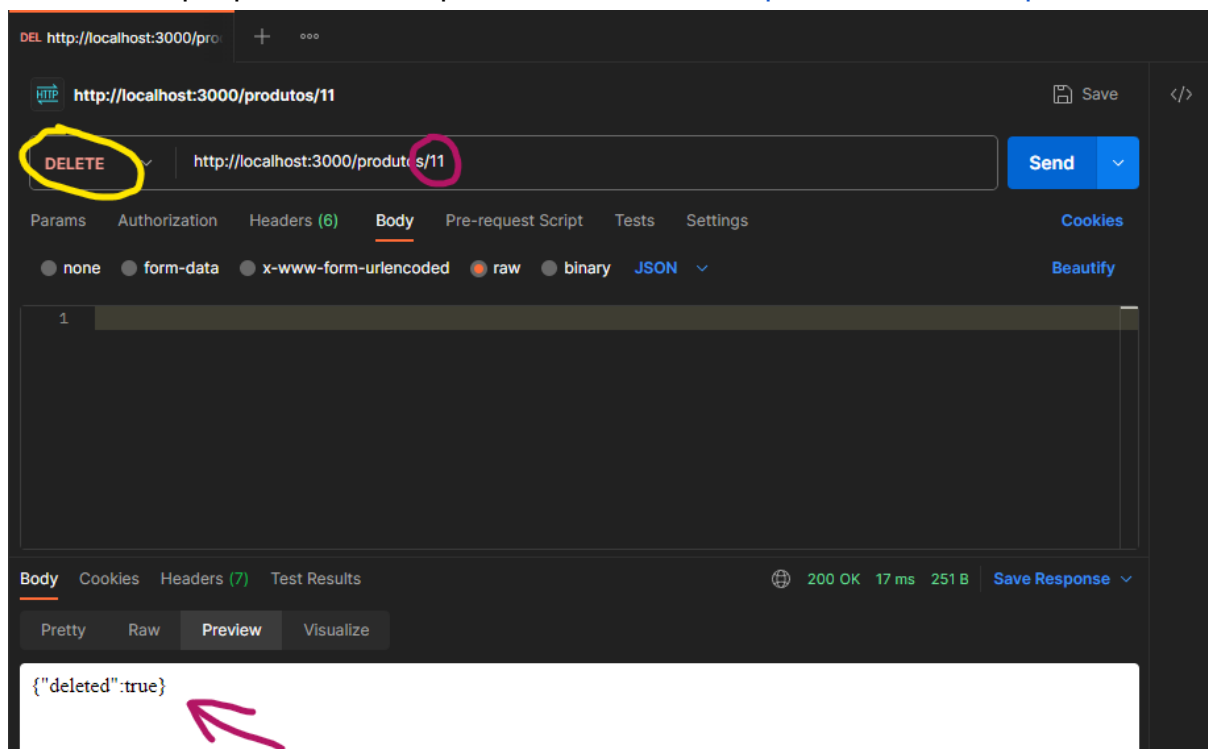 DEL http://localhost:3000/pro
HTTP http://localhost:3000/produtos/11 Save </>
DELETE http://localhost:3000/produtos/11 Send
Params Authorization Headers (6) Body Pre-request Script Tests Settings Cookies
none form-data x-www-form-urlencoded raw binary JSON Beautify
1
Body Cookies Headers (7) Test Results 200 OK 17 ms 251 B Save Response
Pretty Raw Preview Visualize
{"deleted":true}